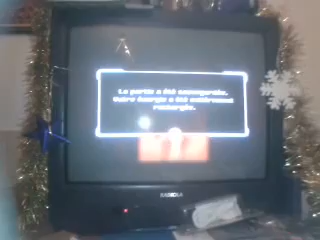 La partie a été sauvegardée.
Votre énergie a été entièrement
rechargée.
RADIOLA